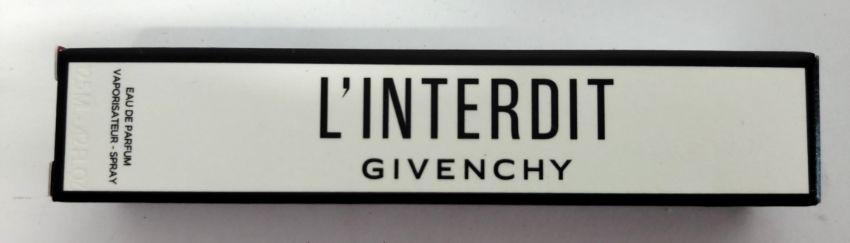 L'INTERDIT
GIVENCHY
EAU DE PARFUM
VAPORISATEUR - SPRAY